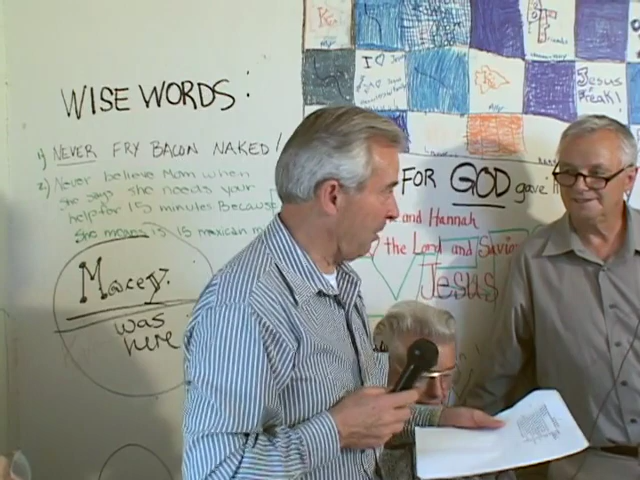 WISE WORDS:
1) NEVER FRY BACON NAKED!
2) Never believe Mom when
she says she needs your
help for 15 minutes Because
she means is 15 mexican
Macey
was
here
I
Jesus
Freak!
FOR GOD gave
and Hannah
the Lord and Savior
Jesus